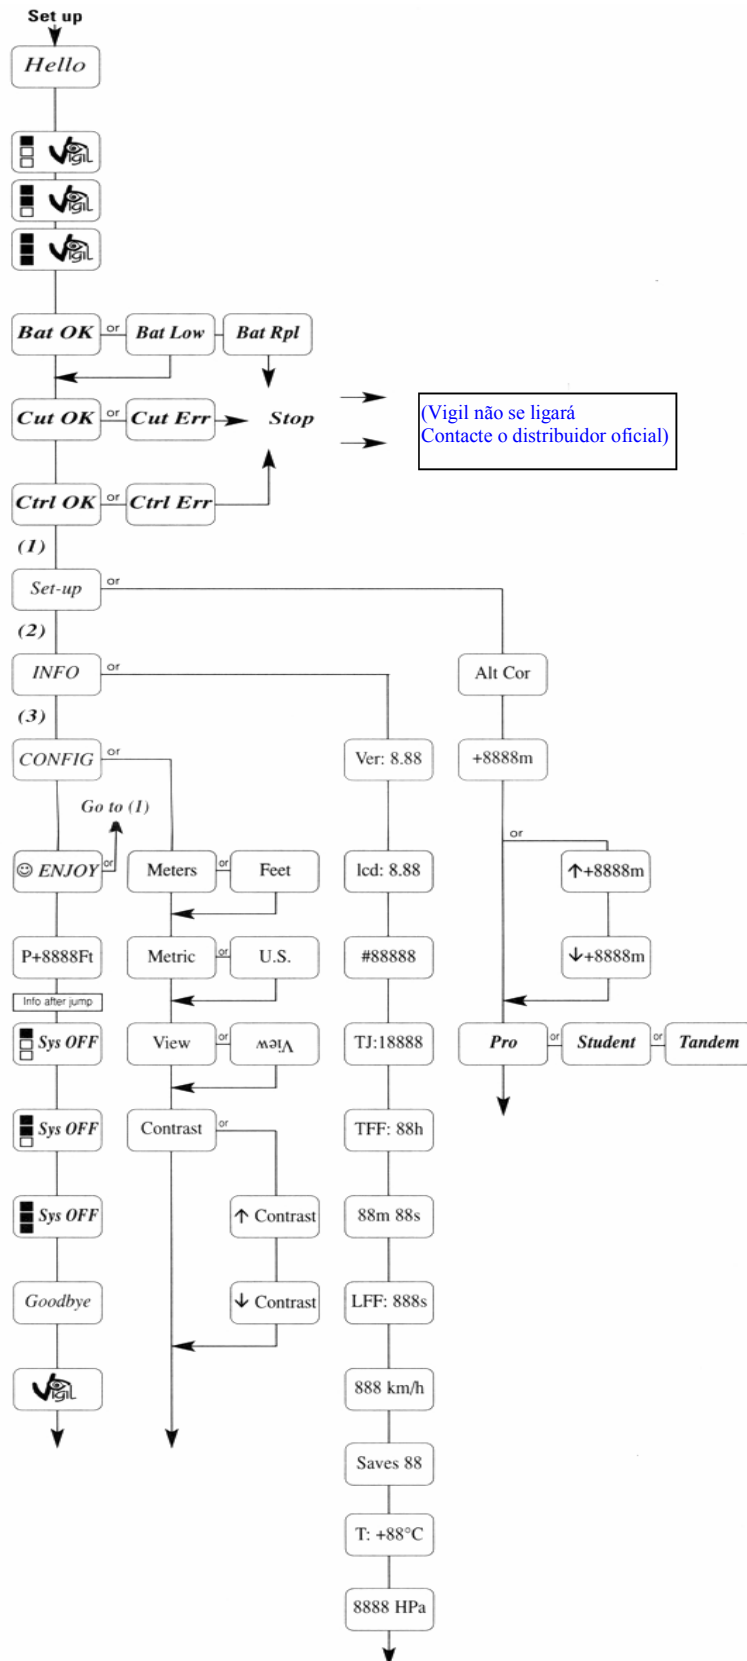 Set up
Hello
Vigil
Vigil
Vigil
Bat OK or Bat Low Bat Rpl
Cut OK or Cut Err Stop
(Vigil não se ligará
Contacte o distribuidor oficial)
Ctrl OK or Ctrl Err
(1)
Set-up or
(2)
INFO or Alt Cor
(3)
CONFIG or Ver: 8.88 +8888m
Go to (1)
or
☺ ENJOY or Meters or Feet lcd: 8.88 ↑+8888m
P+8888Ft Metric or U.S. #88888 ↓+8888m
Info after jump
Sys OFF View or View TJ:18888 Pro or Student or Tandem
Sys OFF Contrast or TFF: 88h
Sys OFF ↑ Contrast 88m 88s
Goodbye ↓ Contrast LFF: 888s
Vigil 888 km/h
Saves 88
T: +88°C
8888 HPa